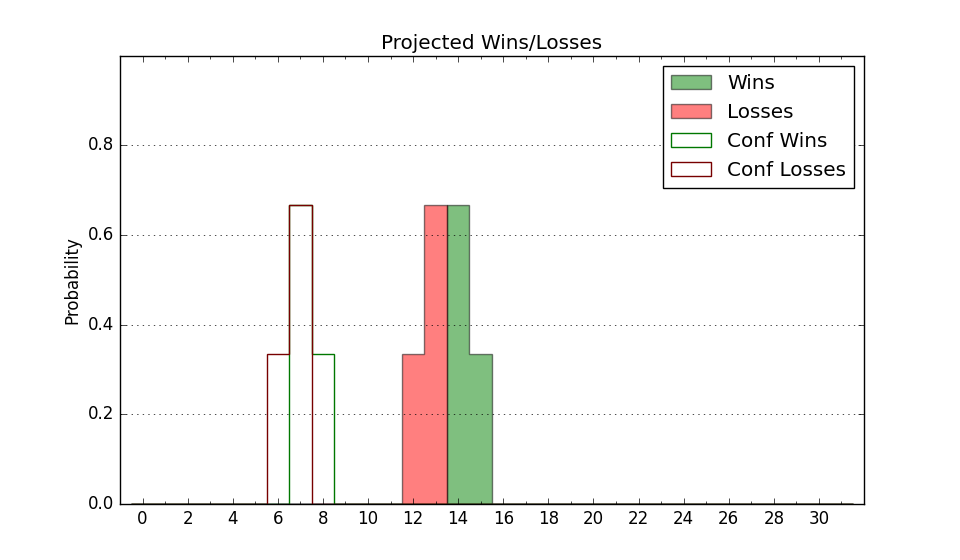 Projected Wins/Losses
Wins
Losses
Conf Wins
Conf Losses
Probability
0.8
0.6
0.4
0.2
0.0
0 2 4 6 8 10 12 14 16 18 20 22 24 26 28 30